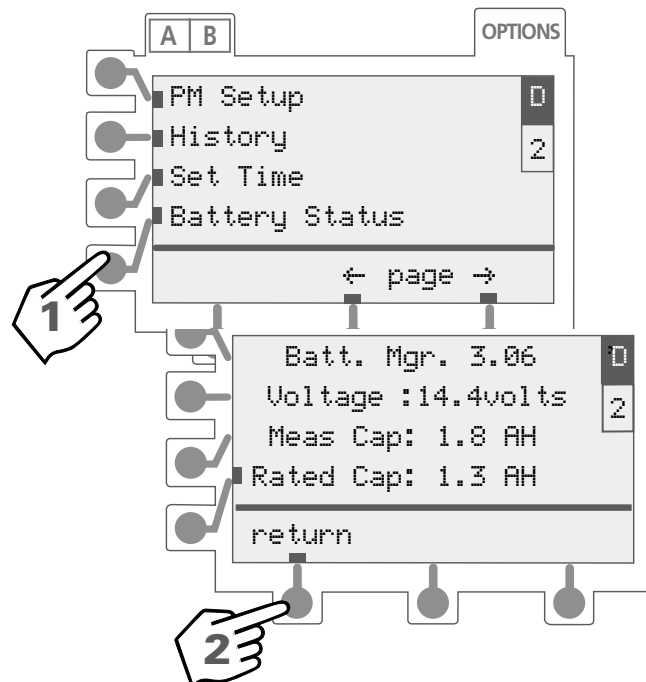 A B
OPTIONS
PM Setup
D
History
2
Set Time
Battery Status
← page →
1
Batt. Mgr. 3.06
D
Voltage :14.4volts
2
Meas Cap: 1.8 AH
Rated Cap: 1.3 AH
return
2